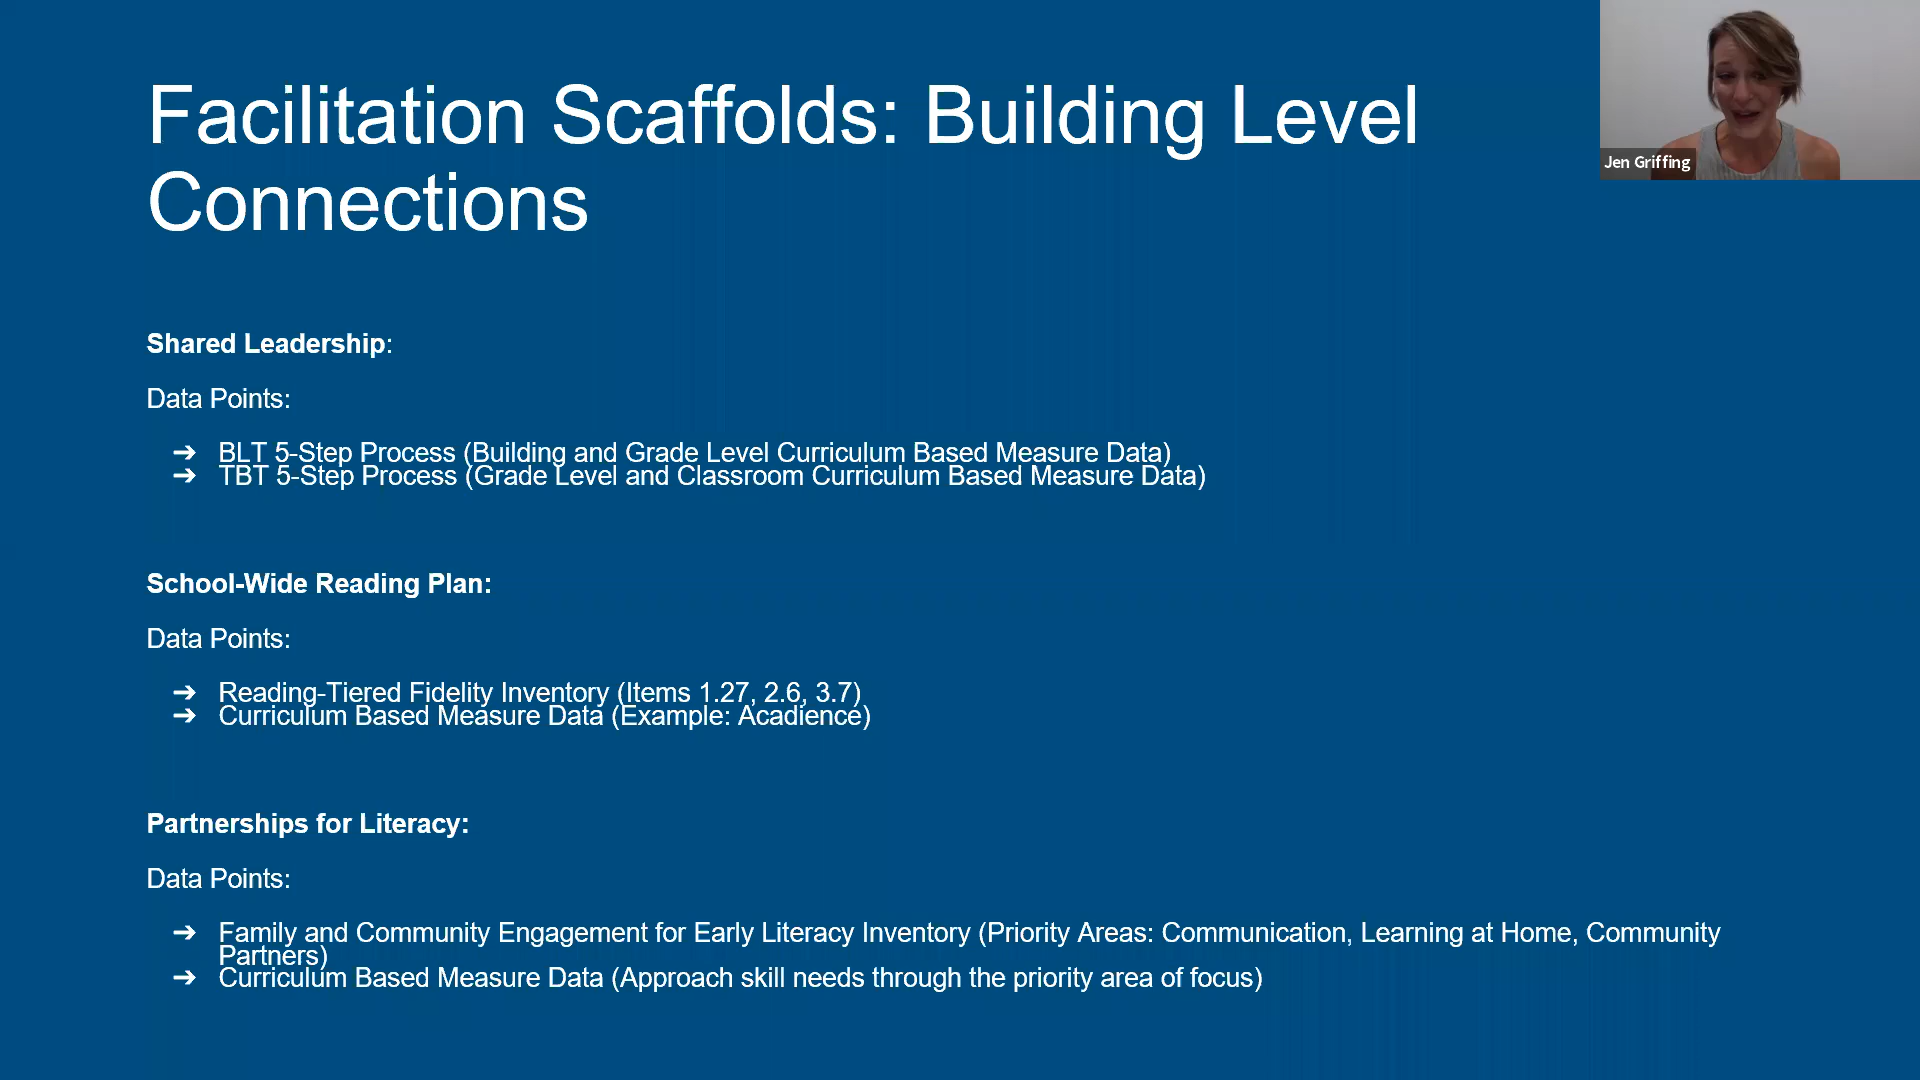 Facilitation Scaffolds: Building Level
Connections
Jen Griffing
Shared Leadership:
Data Points:
➔ BLT 5-Step Process (Building and Grade Level Curriculum Based Measure Data)
➔ TBT 5-Step Process (Grade Level and Classroom Curriculum Based Measure Data)
School-Wide Reading Plan:
Data Points:
➔ Reading-Tiered Fidelity Inventory (Items 1.27, 2.6, 3.7)
➔ Curriculum Based Measure Data (Example: Acadience)
Partnerships for Literacy:
Data Points:
➔ Family and Community Engagement for Early Literacy Inventory (Priority Areas: Communication, Learning at Home, Community
Partners)
➔ Curriculum Based Measure Data (Approach skill needs through the priority area of focus)